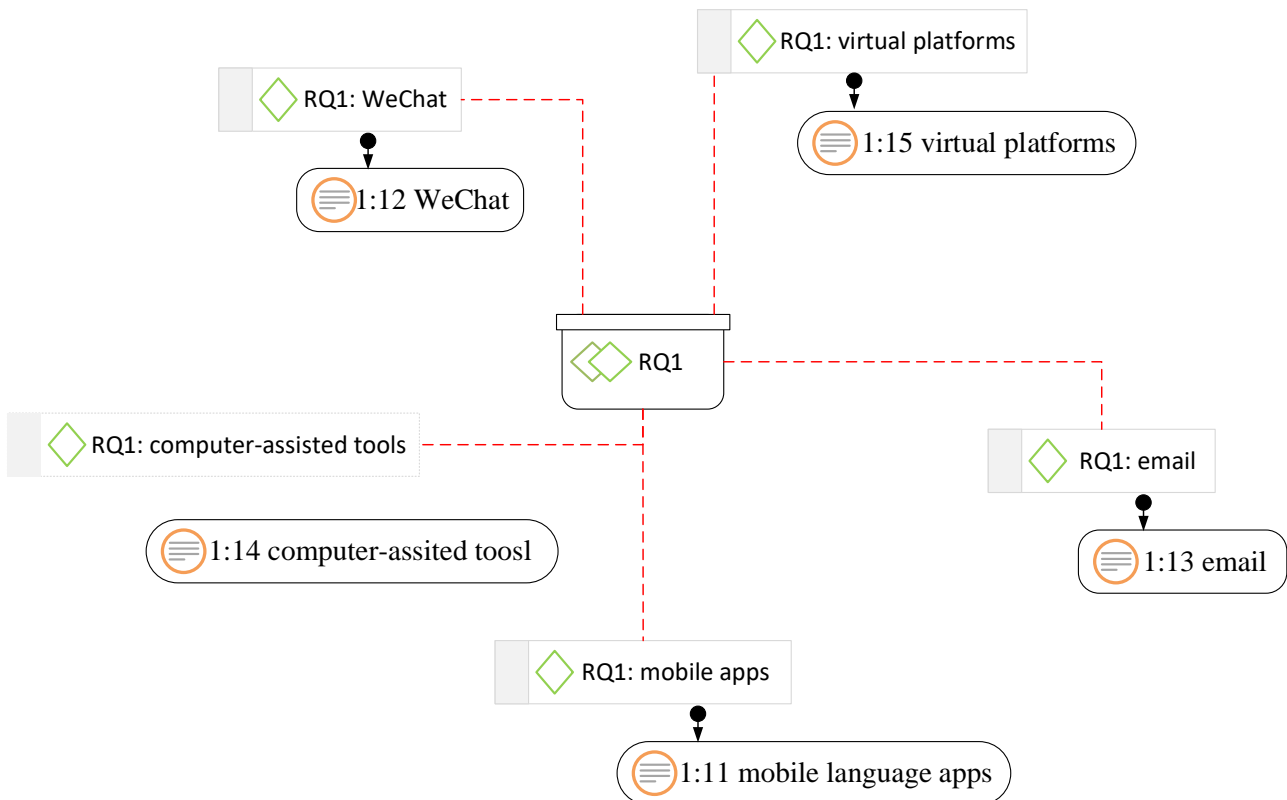 RQ1: virtual platforms
RQ1: WeChat
1:15 virtual platforms
1:12 WeChat
RQ1
RQ1: computer-assisted tools
RQ1: email
1:14 computer-assited toosl
1:13 email
RQ1: mobile apps
1:11 mobile language apps